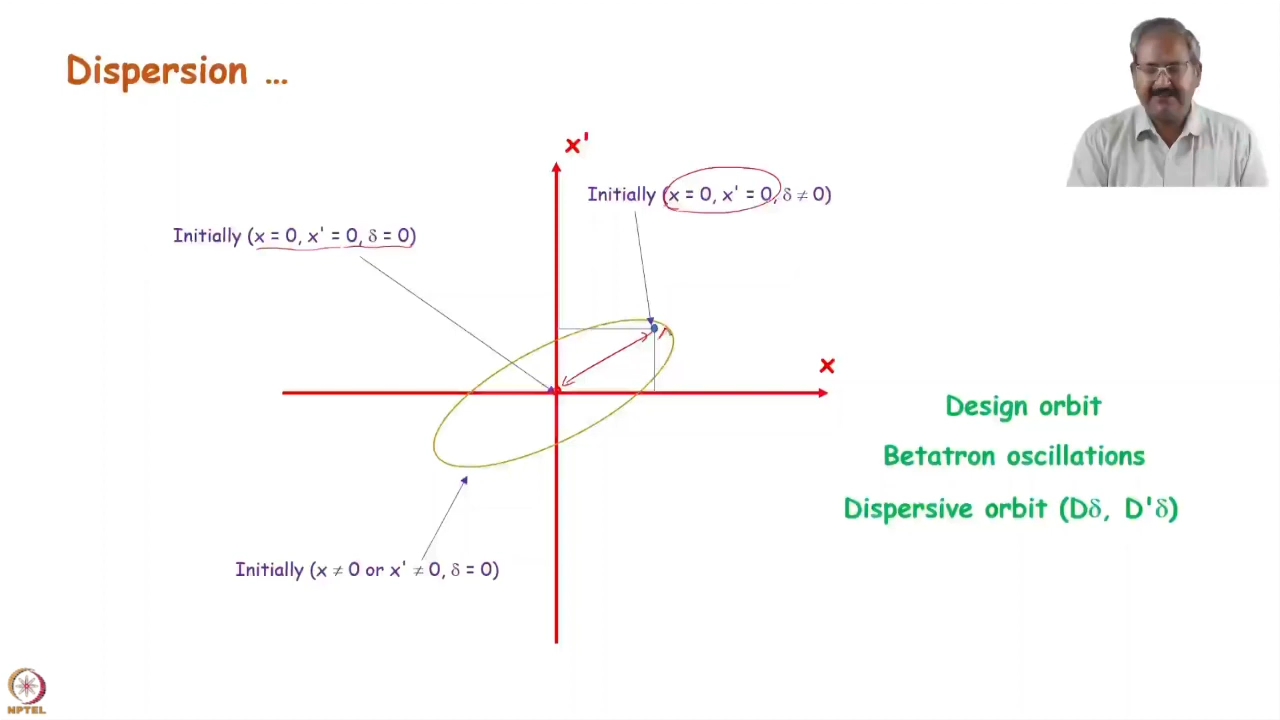 Dispersion ...
x'
Initially (x = 0, x' = 0, δ ≠ 0)
Initially (x = 0, x' = 0, δ = 0)
x
Design orbit
Betatron oscillations
Dispersive orbit (Dδ, D'δ)
Initially (x ≠ 0 or x' ≠ 0, δ = 0)
NPTEL